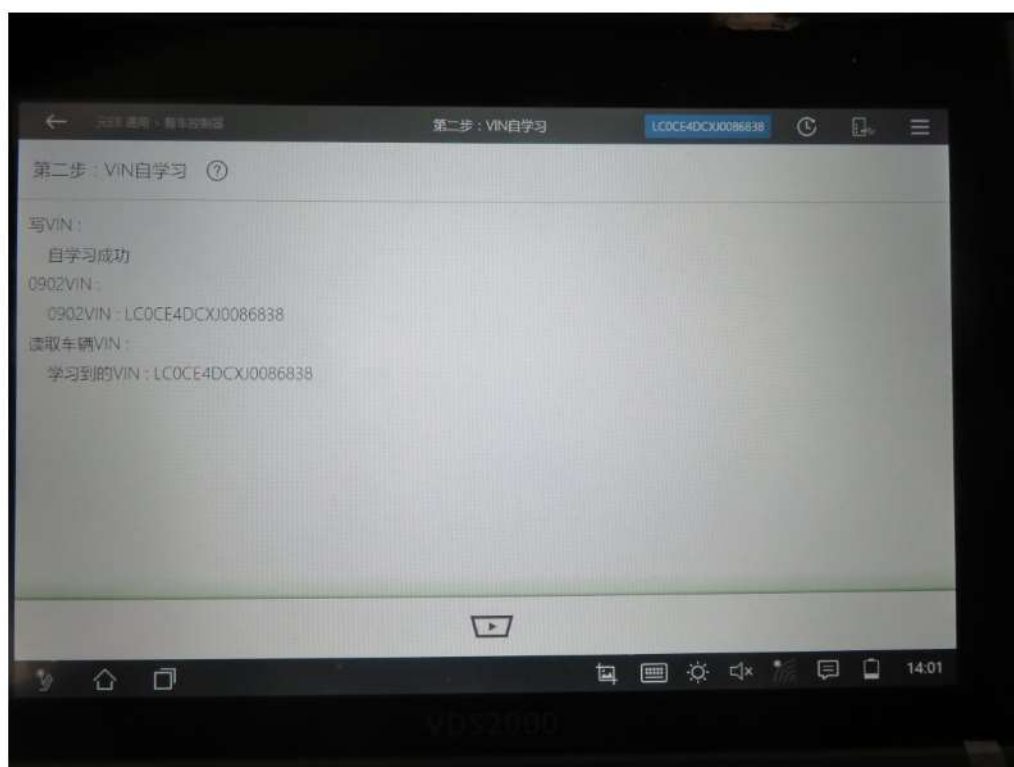 第二步：VIN自学习
LC0CE4DCXJ0086838
第二步：VIN自学习 ?
写VIN：
自学习成功
0902VIN：
0902VIN：LC0CE4DCXJ0086838
读取车辆VIN：
学习到的VIN：LC0CE4DCXJ0086838
14:01